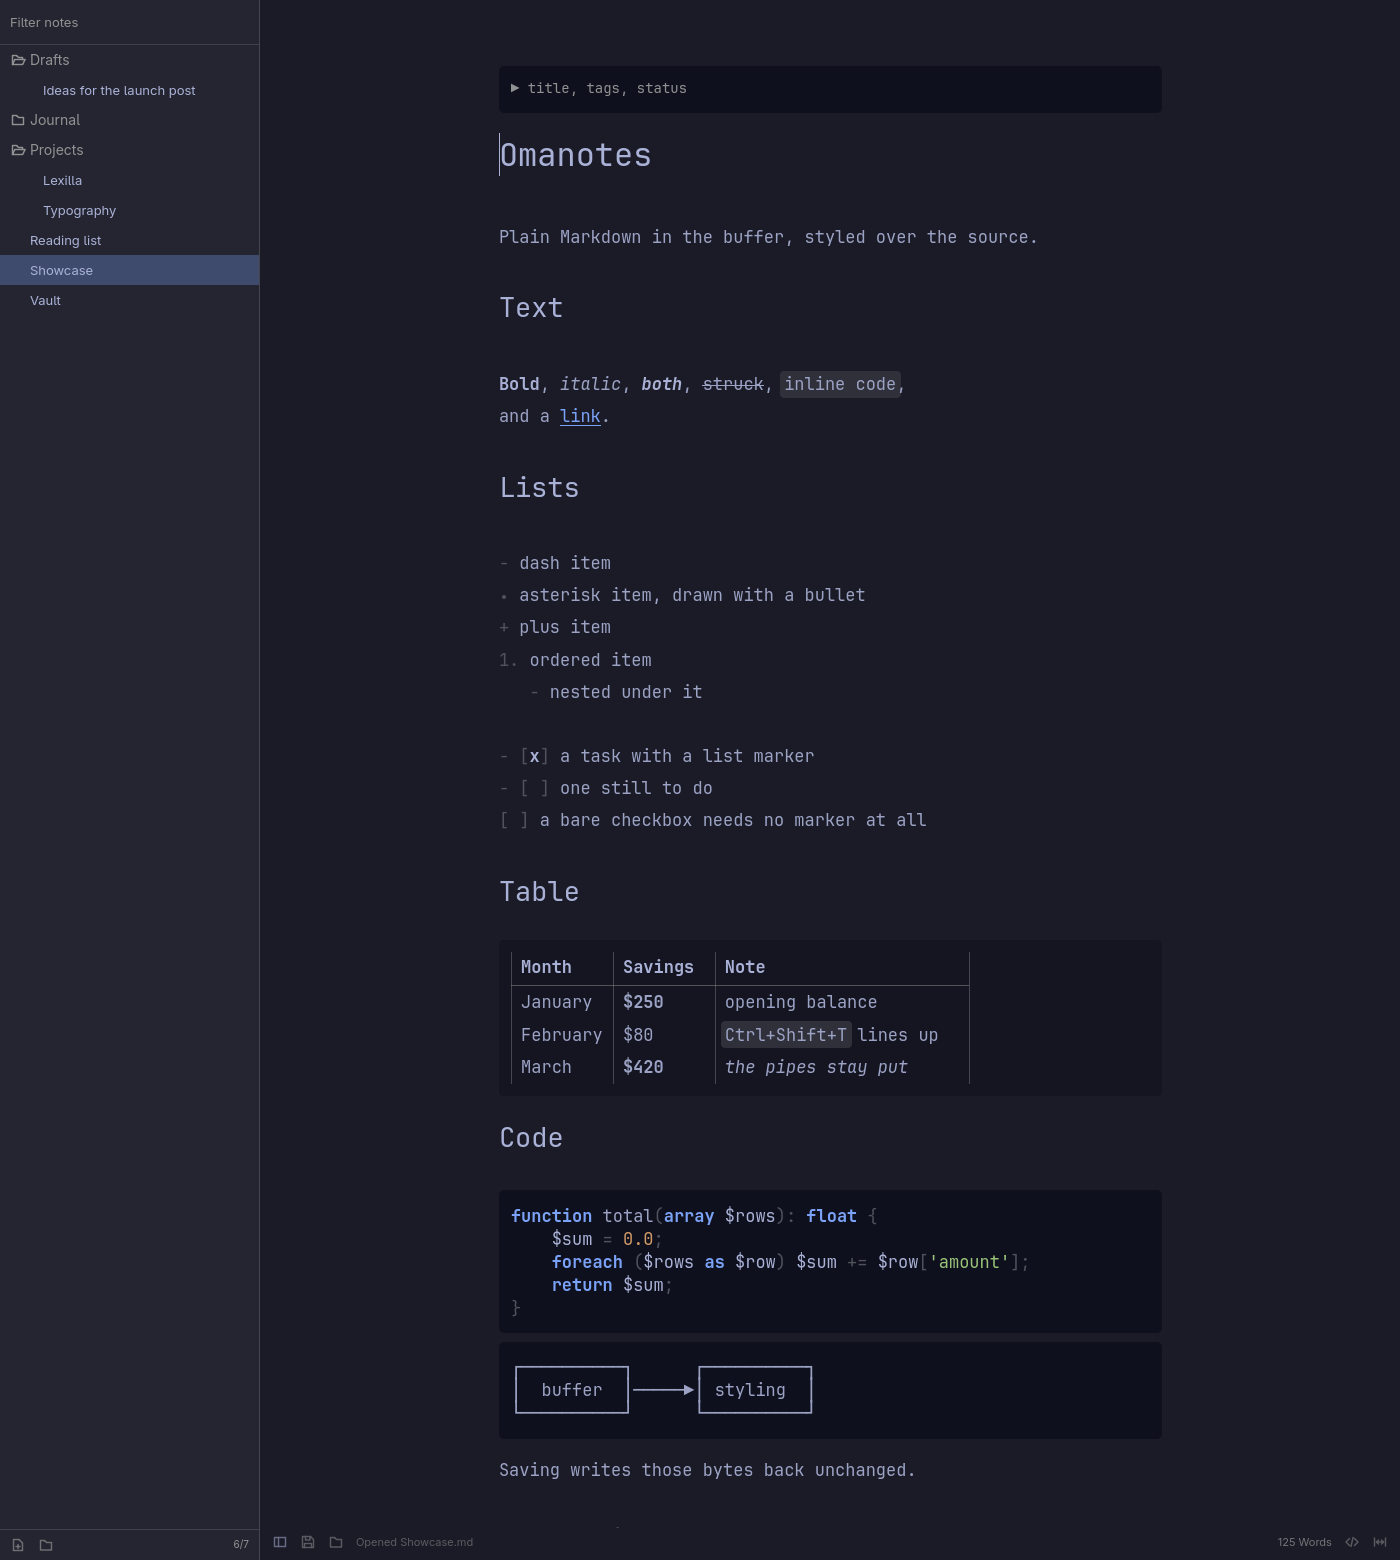 Filter notes
Drafts
Ideas for the launch post
Journal
Projects
Lexilla
Typography
Reading list
Showcase
Vault
6/7
▶ title, tags, status
Omanotes
Plain Markdown in the buffer, styled over the source.
Text
Bold, italic, both, struck, inline code,
and a link.
Lists
- dash item
• asterisk item, drawn with a bullet
+ plus item
1. ordered item
- nested under it
- [x] a task with a list marker
- [ ] one still to do
[ ] a bare checkbox needs no marker at all
Table
Month Savings Note
January $250 opening balance
February $80 Ctrl+Shift+T lines up
March $420 the pipes stay put
Code
function total(array $rows): float {
$sum = 0.0;
foreach ($rows as $row) $sum += $row['amount'];
return $sum;
}
buffer styling
Saving writes those bytes back unchanged.
Opened Showcase.md
125 Words